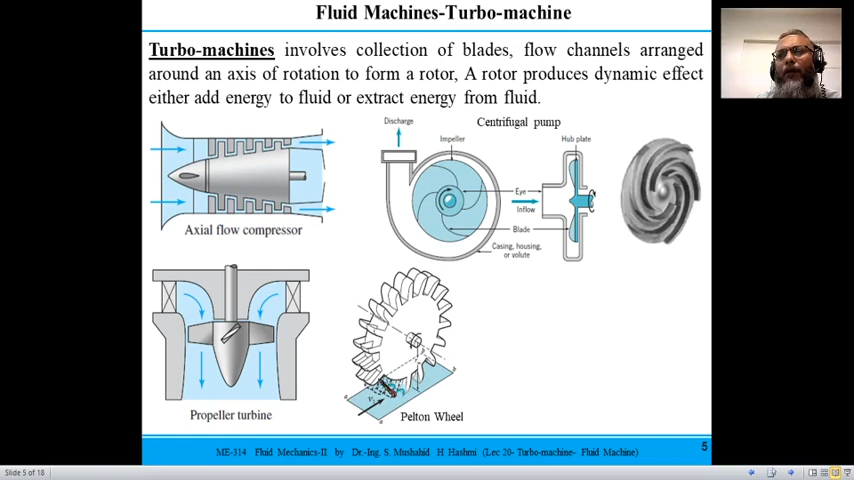 Fluid Machines-Turbo-machine
Turbo-machines involves collection of blades, flow channels arranged
around an axis of rotation to form a rotor, A rotor produces dynamic effect
either add energy to fluid or extract energy from fluid.
Discharge
Centrifugal pump
Impeller
Hub plate
Eye
Inflow
Blade
Casing, housing,
or volute
Axial flow compressor
Propeller turbine
Pelton Wheel
ME-314 Fluid Mechanics-II by Dr.-Ing. S. Mushahid H Hashmi (Lec 20- Turbo-machine- Fluid Machine)
5
Slide 5 of 18